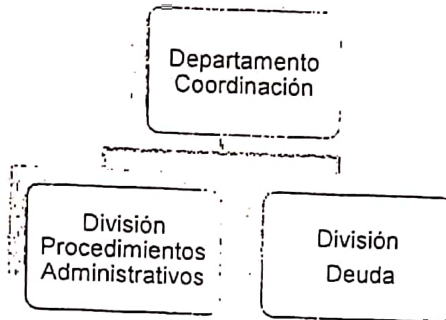 Departamento
Coordinación
División
Procedimientos
Administrativos
División
Deuda